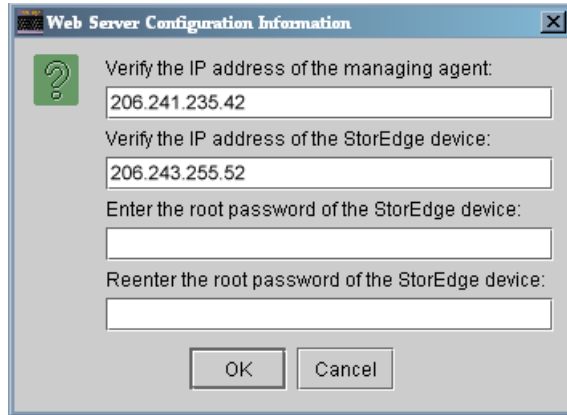 Web Server Configuration Information
Verify the IP address of the managing agent:
206.241.235.42
Verify the IP address of the StorEdge device:
206.243.255.52
Enter the root password of the StorEdge device:
Reenter the root password of the StorEdge device:
OK
Cancel